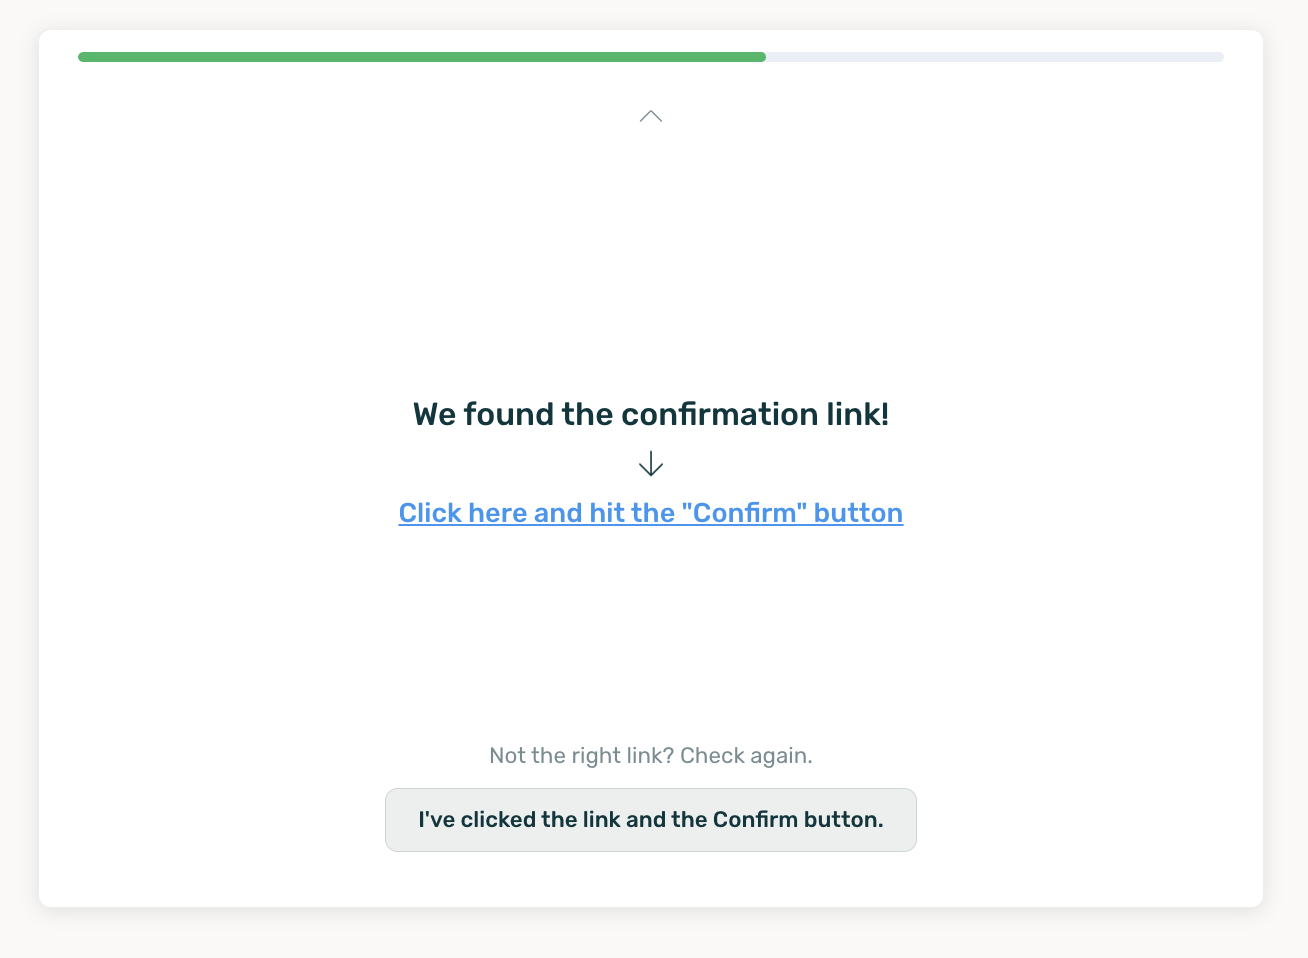 We found the confirmation link!
Click here and hit the "Confirm" button
Not the right link? Check again.
I've clicked the link and the Confirm button.